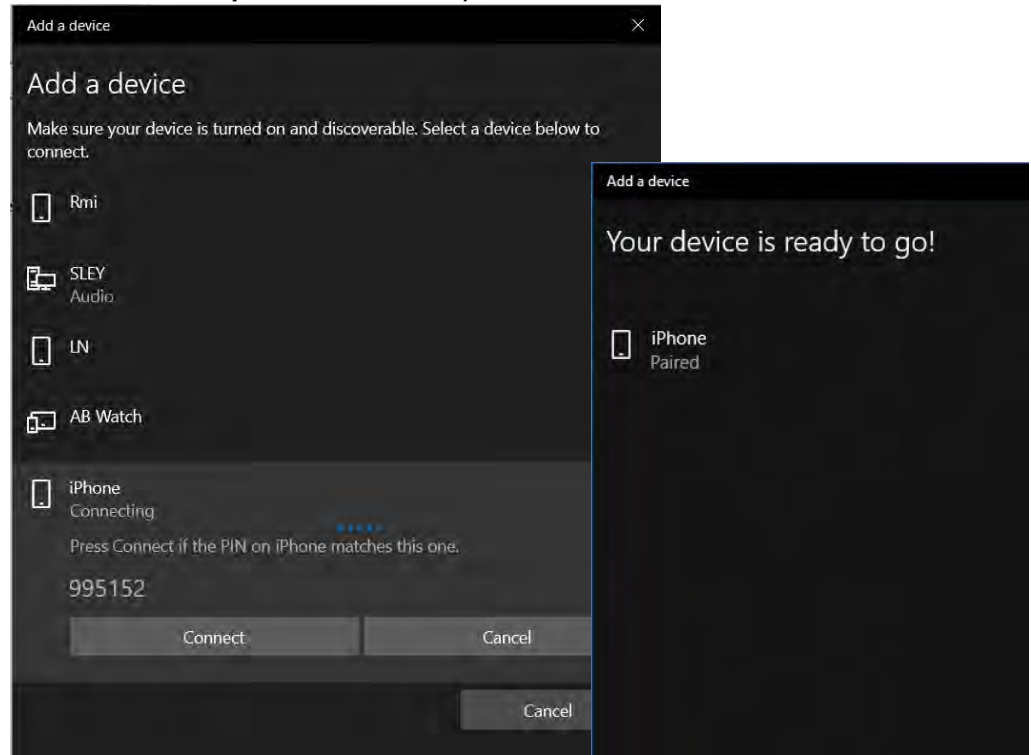 Add a device
Add a device
Make sure your device is turned on and discoverable. Select a device below to
connect.
Rmi
SLEY
Audio
LN
AB Watch
iPhone
Connecting
Press Connect if the PIN on iPhone matches this one.
995152
Connect
Cancel
Cancel
Add a device
Your device is ready to go!
iPhone
Paired